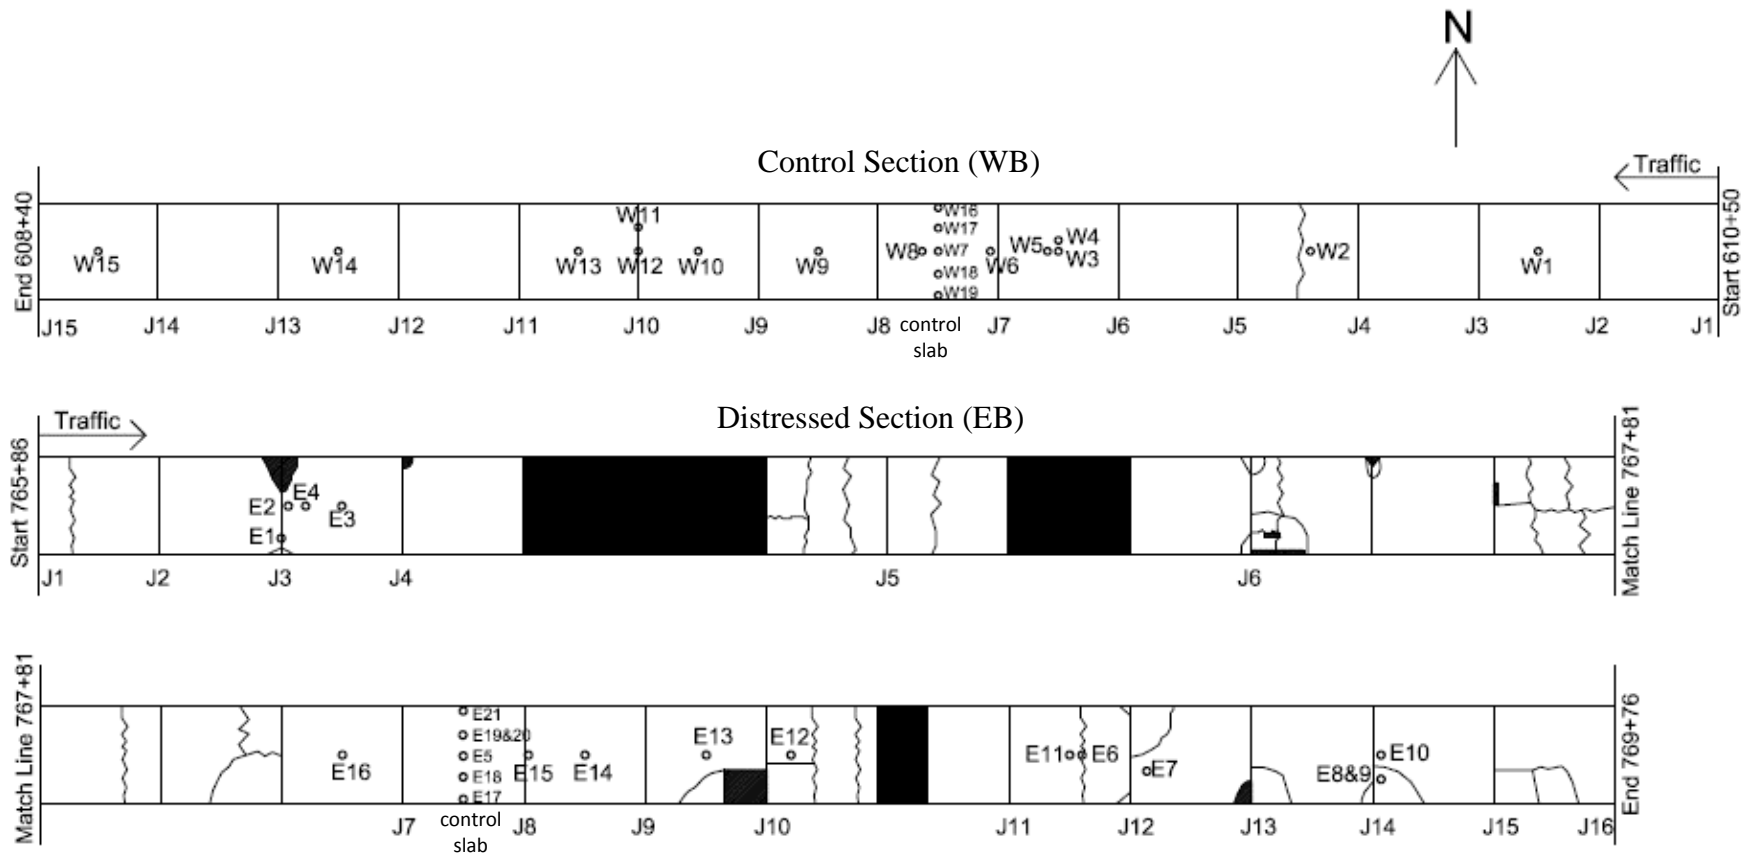 N
Control Section (WB)
Traffic
End 608+40
Start 610+50
W11
W16
W17
W15
W14
W13
W12
W10
W9
W8
W7
W6
W5
W4
W3
W2
W1
W18
W19
J15 J14 J13 J12 J11 J10 J9 J8 control J7 J6 J5 J4 J3 J2 J1
slab
Distressed Section (EB)
Traffic
Start 765+86
Match Line 767+81
E4
E2
E3
E1
J1 J2 J3 J4 J5 J6
Match Line 767+81
End 769+76
E21
E19&20
E5
E18
E17
E16
E15
E14
E13
E12
E11
E6
E7
E10
E8&9
J7 control J8 J9 J10 J11 J12 J13 J14 J15 J16
slab